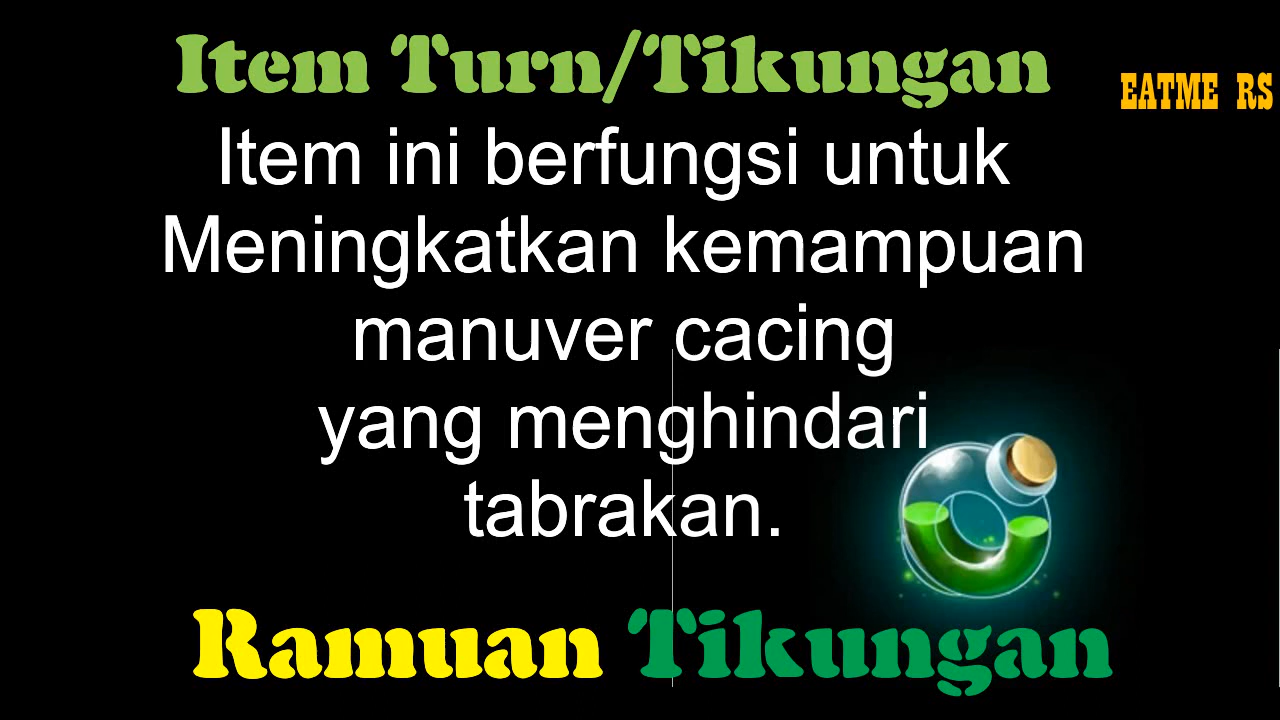 Item Turn/Tikungan
EATME RS
Item ini berfungsi untuk
Meningkatkan kemampuan
manuver cacing
yang menghindari
tabrakan.
Ramuan Tikungan